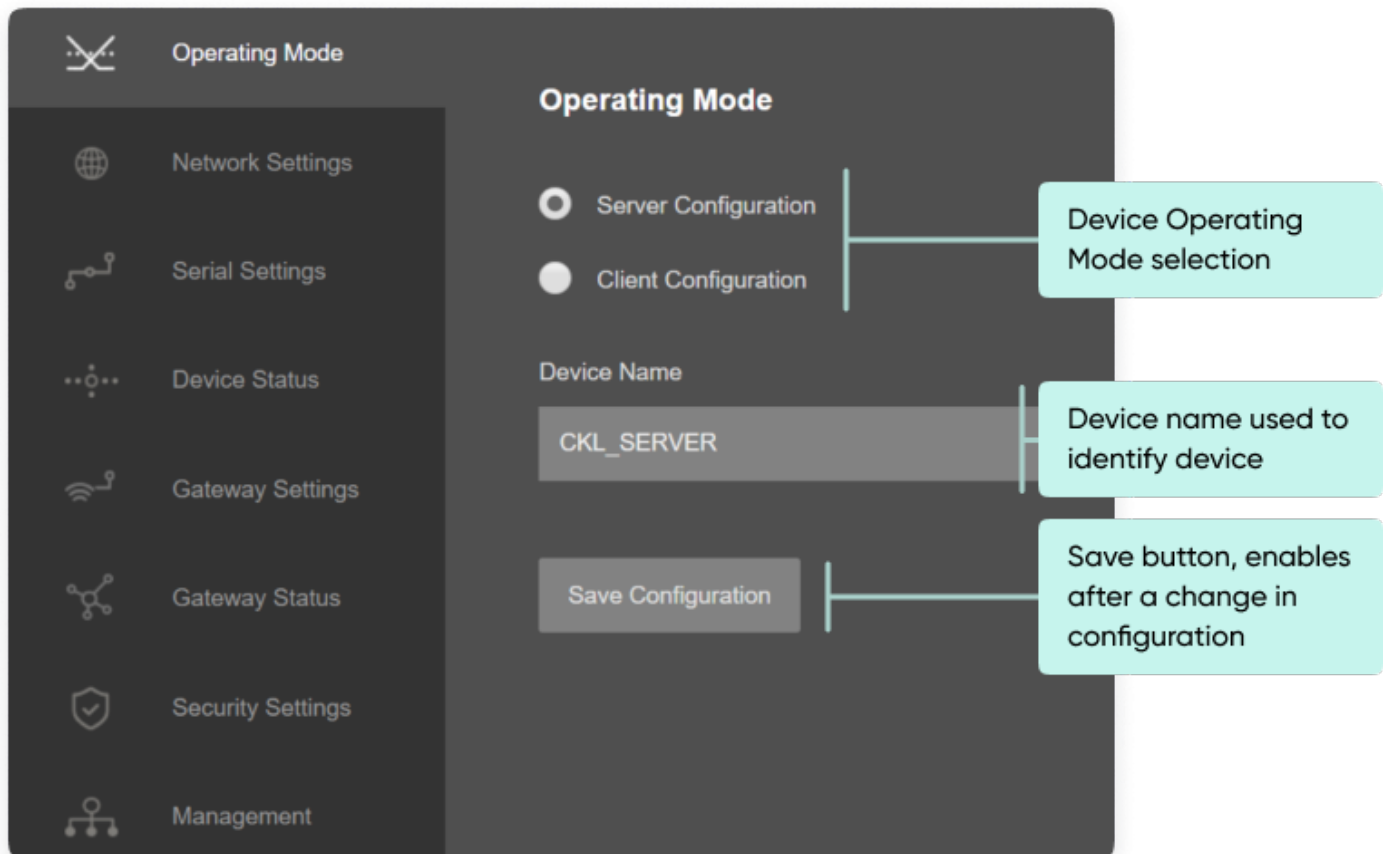 Operating Mode
Network Settings
Serial Settings
Device Status
Gateway Settings
Gateway Status
Security Settings
Management
Operating Mode
Server Configuration
Client Configuration
Device Name
CKL_SERVER
Save Configuration
Device Operating
Mode selection
Device name used to
identify device
Save button, enables
after a change in
configuration